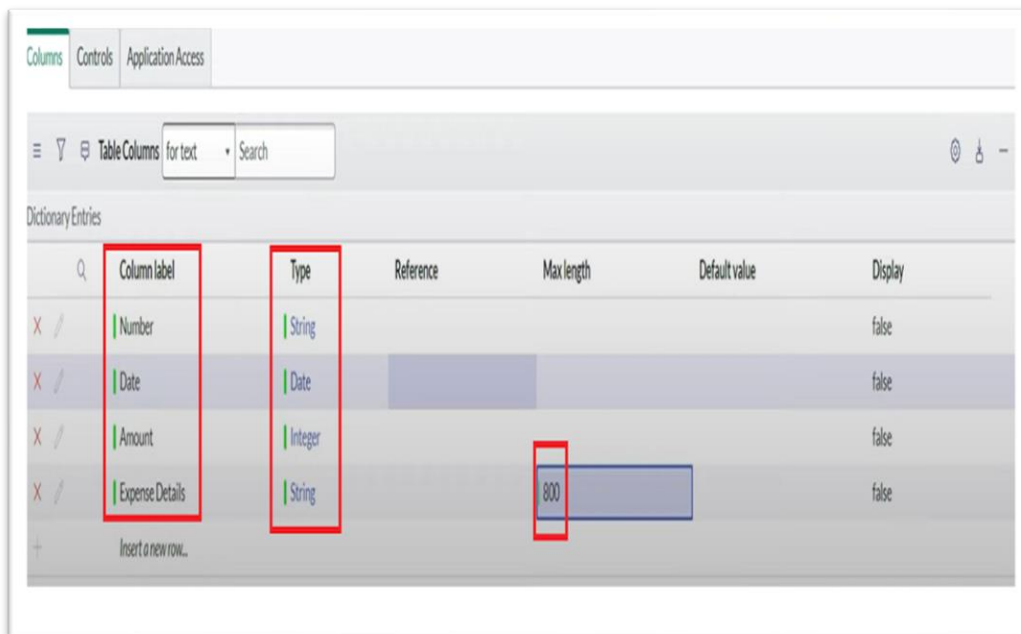 Columns Controls Application Access
Table Columns for text Search
Dictionary Entries
Column label Type Reference Max length Default value Display
Number String false
Date Date false
Amount Integer false
Expense Details String 800 false
Insert a new row...